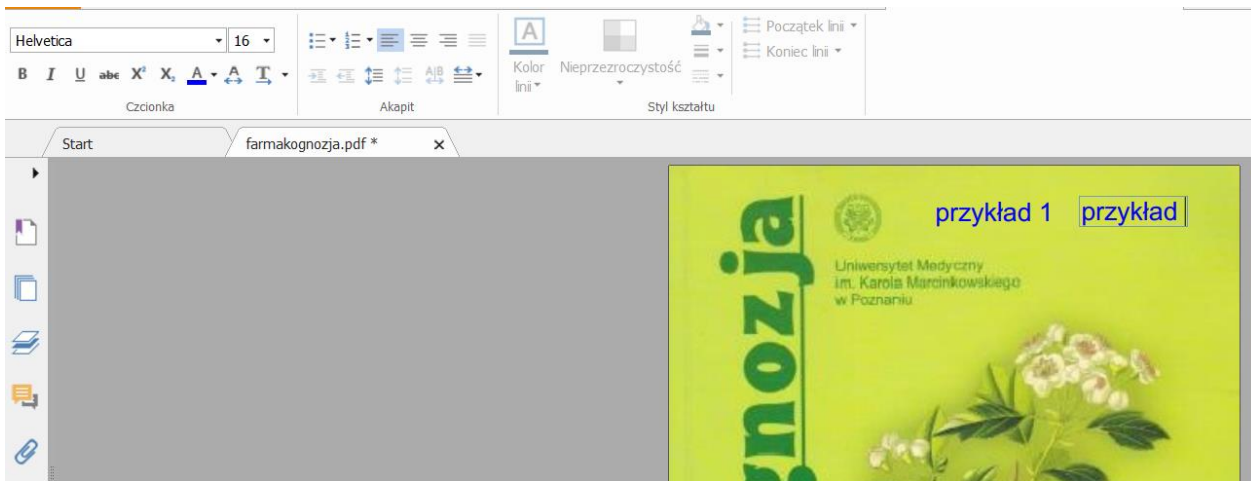 Helvetica
16
B I U abc X² X₂ A A T
A
A|B
Kolor
linii
Nieprzezroczystość
Początek linii
Koniec linii
Czcionka
Akapit
Styl kształtu
Start
farmakognozja.pdf *
x
przykład 1
przykład
Uniwersytet Medyczny
im. Karola Marcinkowskiego
w Poznaniu
gnozja